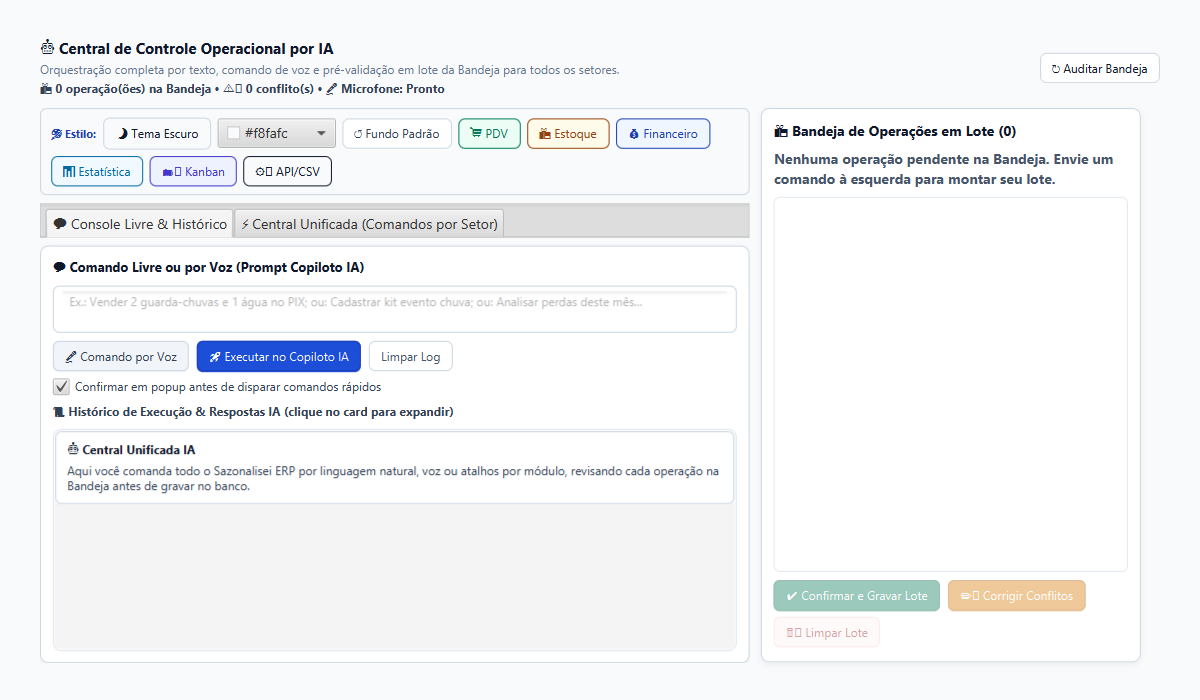 Central de Controle Operacional por IA
Orquestração completa por texto, comando de voz e pré-validação em lote da Bandeja para todos os setores.
0 operação(ões) na Bandeja • ⚠ 0 conflito(s) • Microfone: Pronto
Auditar Bandeja
Estilo:
Tema Escuro
#f8fafc
Fundo Padrão
PDV
Estoque
Financeiro
Estatística
Kanban
API/CSV
Console Livre & Histórico
Central Unificada (Comandos por Setor)
Comando Livre ou por Voz (Prompt Copiloto IA)
Ex.: Vender 2 guarda-chuvas e 1 água no PIX; ou: Cadastrar kit evento chuva; ou: Analisar perdas deste mês...
Comando por Voz
Executar no Copiloto IA
Limpar Log
Confirmar em popup antes de disparar comandos rápidos
Histórico de Execução & Respostas IA (clique no card para expandir)
Central Unificada IA
Aqui você comanda todo o Sazonalisei ERP por linguagem natural, voz ou atalhos por módulo, revisando cada operação na
Bandeja antes de gravar no banco.
Bandeja de Operações em Lote (0)
Nenhuma operação pendente na Bandeja. Envie um
comando à esquerda para montar seu lote.
Confirmar e Gravar Lote
Corrigir Conflitos
Limpar Lote